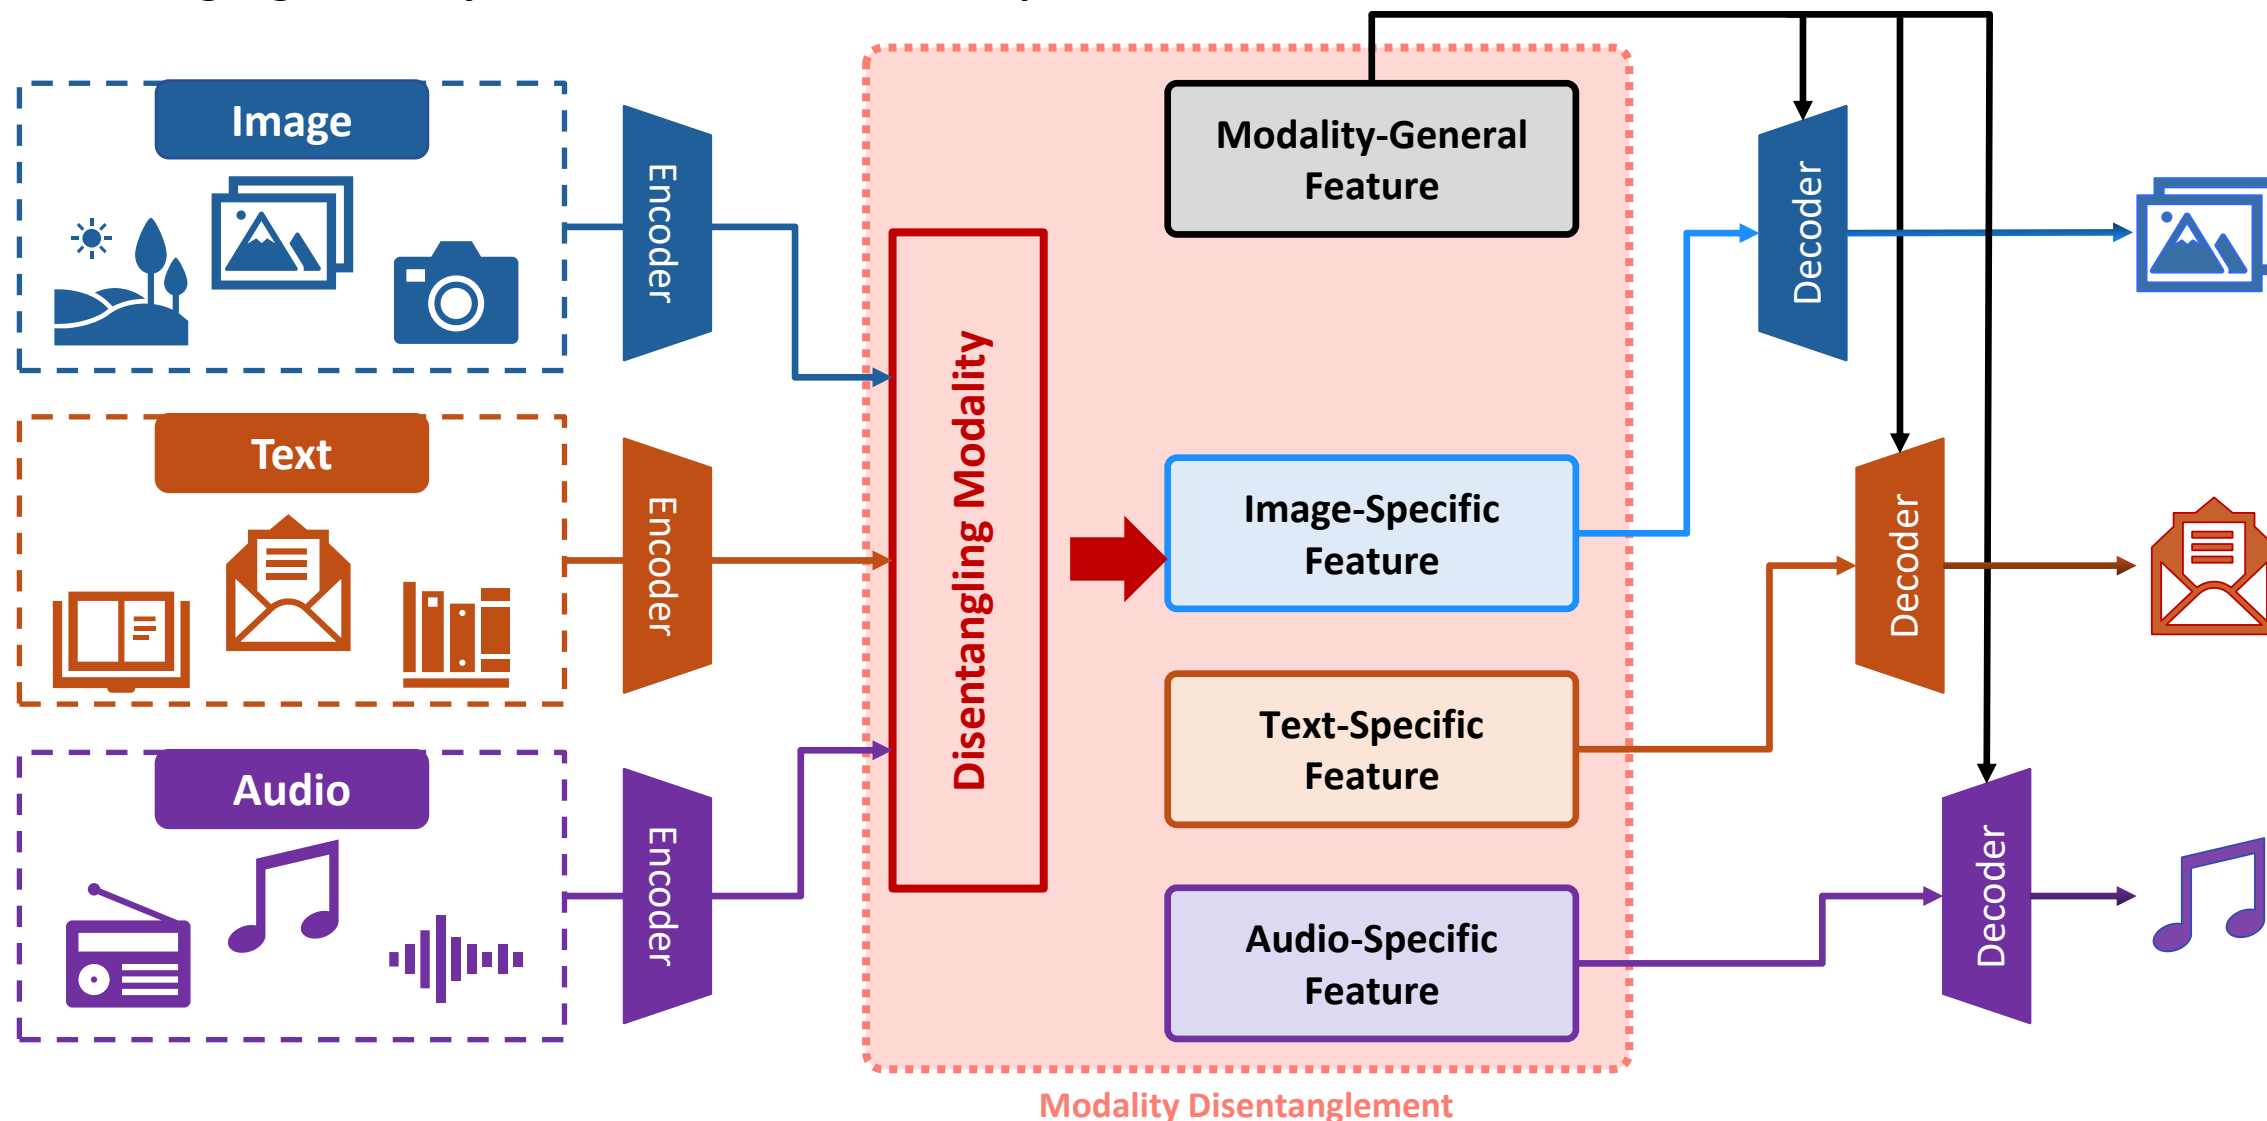 Image
Encoder
Modality-General
Feature
Decoder
Text
Encoder
Disentangling Modality
Image-Specific
Feature
Decoder
Text-Specific
Feature
Audio
Encoder
Audio-Specific
Feature
Decoder
Modality Disentanglement